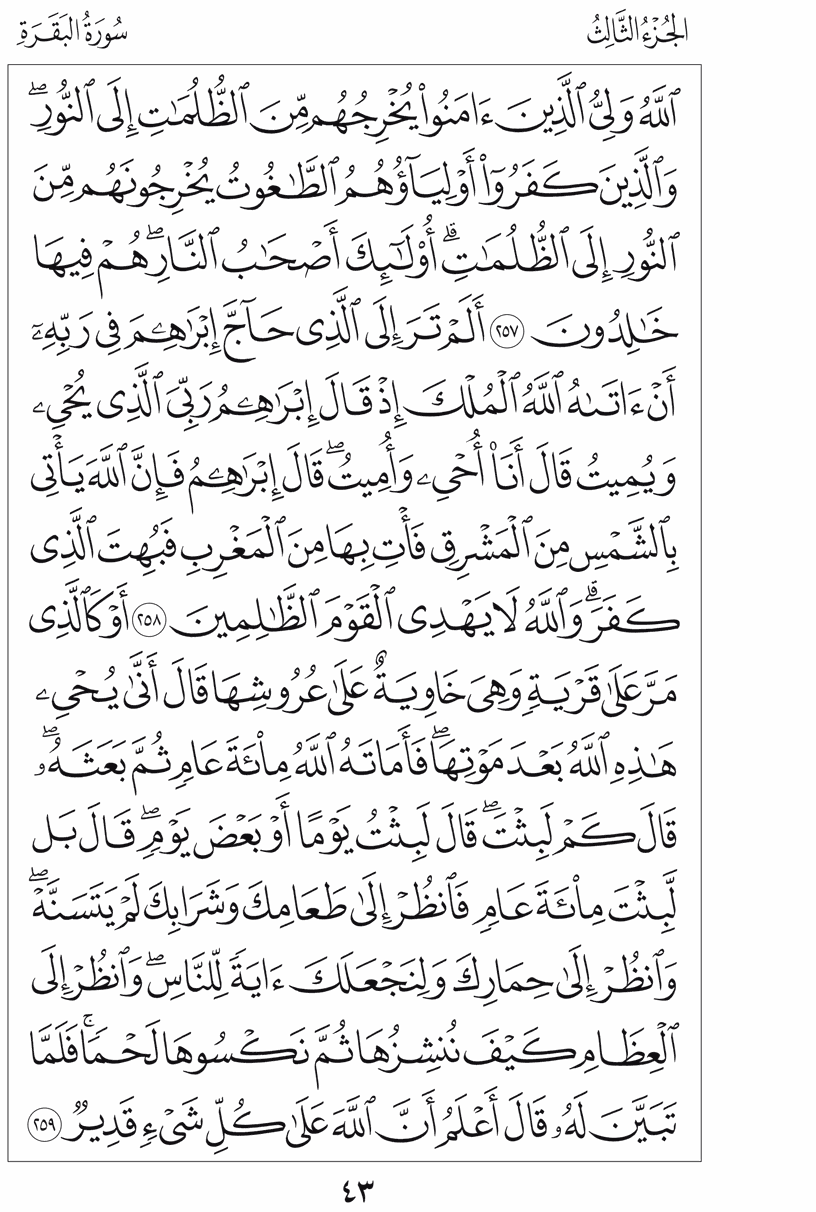 الجُزْءُ الثَّالِثُ
سُورَةُ البَقَرَةِ
ٱللَّهُ وَلِيُّ ٱلَّذِينَ ءَامَنُوا۟ يُخْرِجُهُم مِّنَ ٱلظُّلُمَٰتِ إِلَى ٱلنُّورِۖ
وَٱلَّذِينَ كَفَرُوٓا۟ أَوْلِيَآؤُهُمُ ٱلطَّٰغُوتُ يُخْرِجُونَهُم مِّنَ
ٱلنُّورِ إِلَى ٱلظُّلُمَٰتِۗ أُو۟لَٰٓئِكَ أَصْحَٰبُ ٱلنَّارِۖ هُمْ فِيهَا
خَٰلِدُونَ ٢٥٧ أَلَمْ تَرَ إِلَى ٱلَّذِى حَآجَّ إِبْرَٰهِۦمَ فِى رَبِّهِۦٓ
أَنْ ءَاتَىٰهُ ٱللَّهُ ٱلْمُلْكَ إِذْ قَالَ إِبْرَٰهِۦمُ رَبِّىَ ٱلَّذِى يُحْىِۦ
وَيُمِيتُ قَالَ أَنَا۠ أُحْىِۦ وَأُمِيتُۖ قَالَ إِبْرَٰهِۦمُ فَإِنَّ ٱللَّهَ يَأْتِى
بِٱلشَّمْسِ مِنَ ٱلْمَشْرِقِ فَأْتِ بِهَا مِنَ ٱلْمَغْرِبِ فَبُهِتَ ٱلَّذِى
كَفَرَۗ وَٱللَّهُ لَا يَهْدِى ٱلْقَوْمَ ٱلظَّٰلِمِينَ ٢٥٨ أَوْ كَٱلَّذِى
مَرَّ عَلَىٰ قَرْيَةٍ وَهِىَ خَاوِيَةٌ عَلَىٰ عُرُوشِهَا قَالَ أَنَّىٰ يُحْىِۦ
هَٰذِهِ ٱللَّهُ بَعْدَ مَوْتِهَاۖ فَأَمَاتَهُ ٱللَّهُ مِا۟ئَةَ عَامٍ ثُمَّ بَعَثَهُۥۖ
قَالَ كَمْ لَبِثْتَۖ قَالَ لَبِثْتُ يَوْمًا أَوْ بَعْضَ يَوْمٍۖ قَالَ بَل
لَّبِثْتَ مِا۟ئَةَ عَامٍ فَٱنظُرْ إِلَىٰ طَعَامِكَ وَشَرَابِكَ لَمْ يَتَسَنَّهْۖ
وَٱنظُرْ إِلَىٰ حِمَارِكَ وَلِنَجْعَلَكَ ءَايَةً لِّلنَّاسِۖ وَٱنظُرْ إِلَى
ٱلْعِظَامِ كَيْفَ نُنشِزُهَا ثُمَّ نَكْسُوهَا لَحْمًاۚ فَلَمَّا
تَبَيَّنَ لَهُۥ قَالَ أَعْلَمُ أَنَّ ٱللَّهَ عَلَىٰ كُلِّ شَىْءٍ قَدِيرٌ ٢٥٩
٤٣